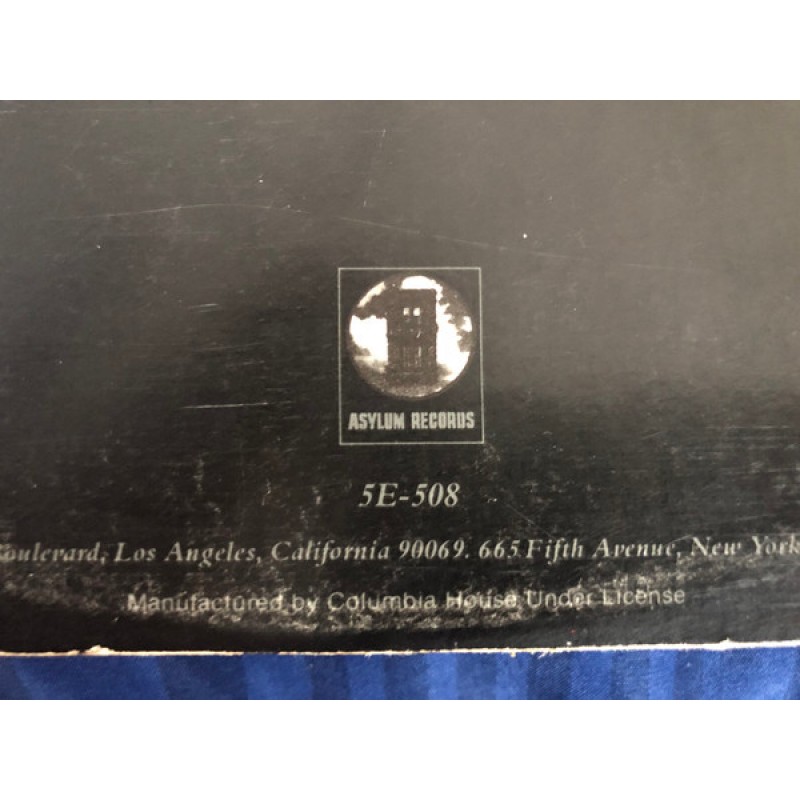 ASYLUM RECORDS
5E-508
oulevard, Los Angeles, California 90069. 665 Fifth Avenue, New York
Manufactured by Columbia House Under License